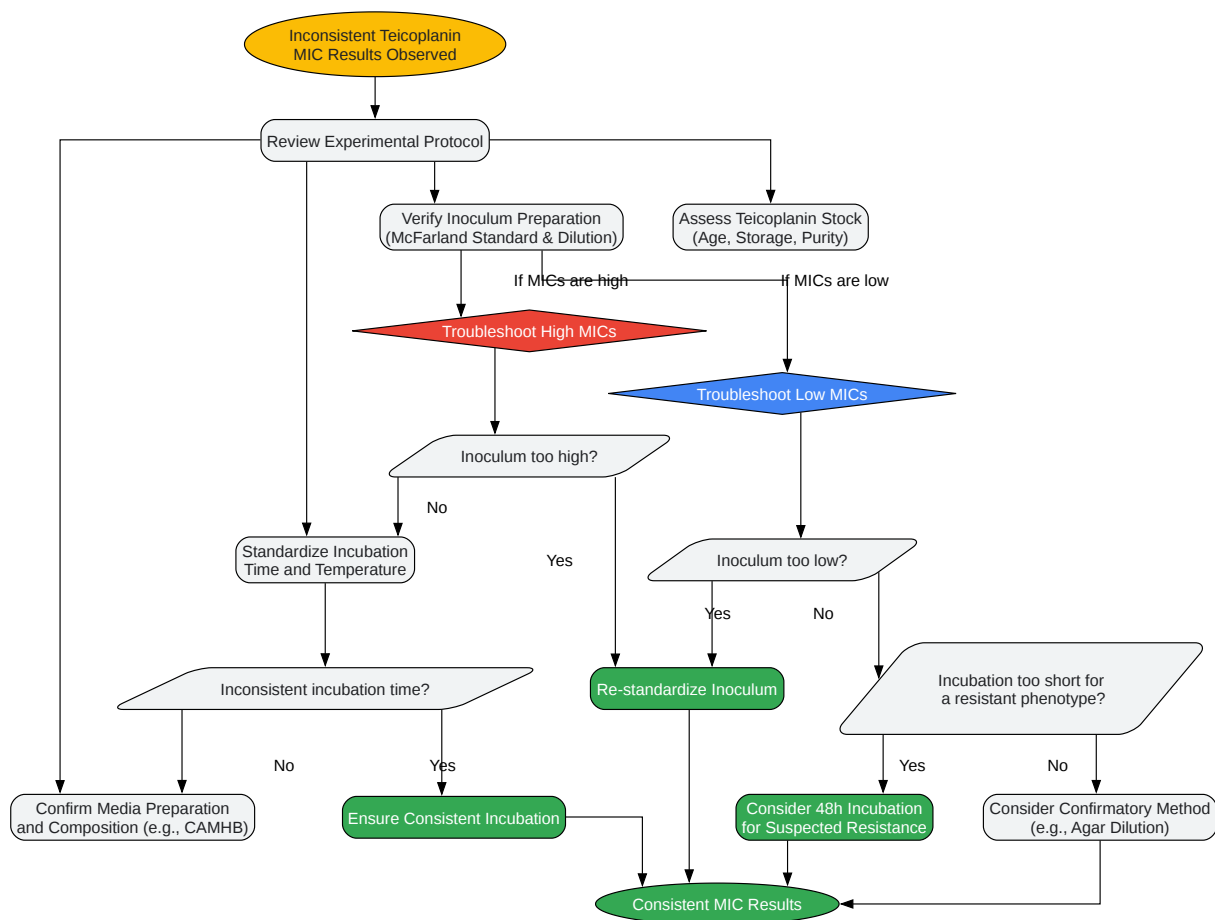 Inconsistent Teicoplanin
MIC Results Observed
Review Experimental Protocol
Verify Inoculum Preparation
(McFarland Standard & Dilution)
Assess Teicoplanin Stock
(Age, Storage, Purity)
If MICs are high
If MICs are low
Troubleshoot High MICs
Troubleshoot Low MICs
Inoculum too high?
No
Standardize Incubation
Time and Temperature
Yes
Inoculum too low?
Yes
No
Inconsistent incubation time?
Re-standardize Inoculum
Incubation too short for
a resistant phenotype?
No
Yes
Yes
No
Confirm Media Preparation
and Composition (e.g., CAMHB)
Ensure Consistent Incubation
Consider 48h Incubation
for Suspected Resistance
Consider Confirmatory Method
(e.g., Agar Dilution)
Consistent MIC Results